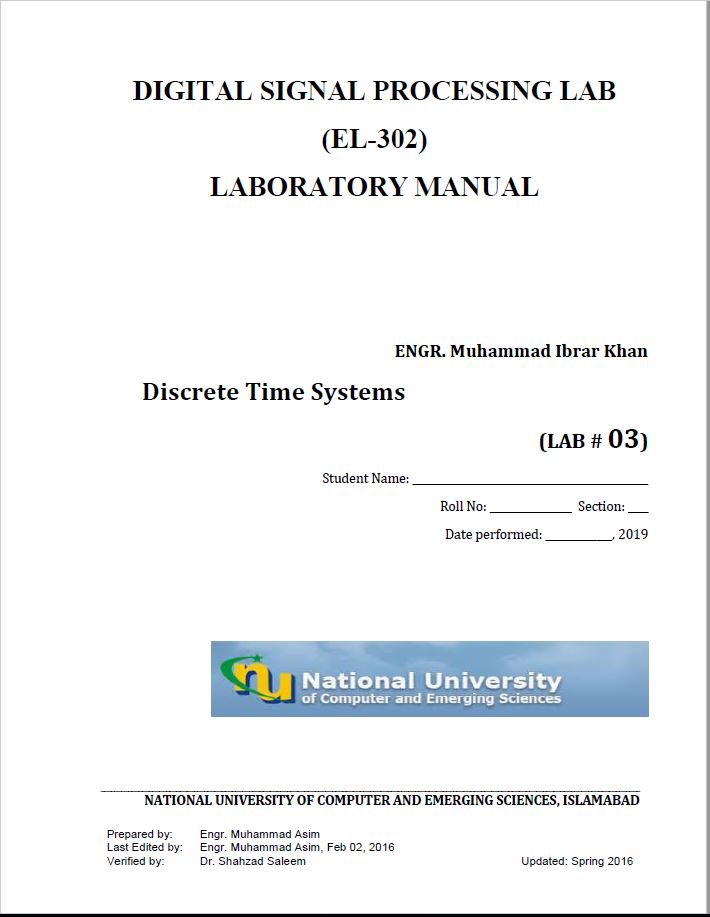 DIGITAL SIGNAL PROCESSING LAB
(EL-302)
LABORATORY MANUAL
ENGR. Muhammad Ibrar Khan
Discrete Time Systems
(LAB # 03)
Student Name: ___________________________________
Roll No: ____________ Section: ___
Date performed: __________, 2019
nu National University
of Computer and Emerging Sciences
NATIONAL UNIVERSITY OF COMPUTER AND EMERGING SCIENCES, ISLAMABAD
Prepared by: Engr. Muhammad Asim
Last Edited by: Engr. Muhammad Asim, Feb 02, 2016
Verified by: Dr. Shahzad Saleem Updated: Spring 2016